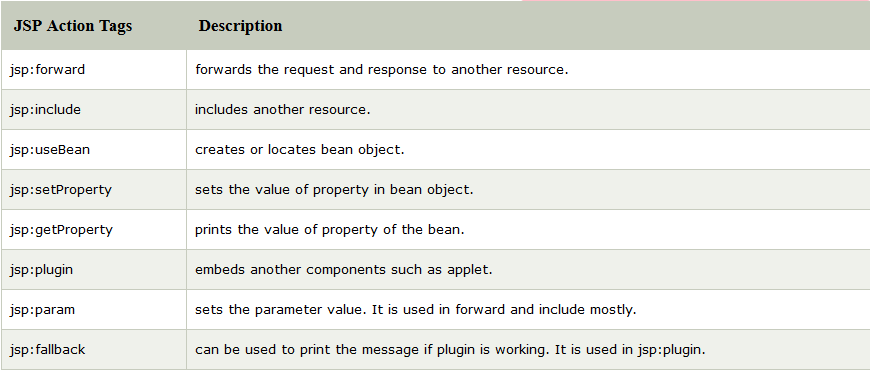 JSP Action Tags Description
jsp:forward forwards the request and response to another resource.
jsp:include includes another resource.
jsp:useBean creates or locates bean object.
jsp:setProperty sets the value of property in bean object.
jsp:getProperty prints the value of property of the bean.
jsp:plugin embeds another components such as applet.
jsp:param sets the parameter value. It is used in forward and include mostly.
jsp:fallback can be used to print the message if plugin is working. It is used in jsp:plugin.